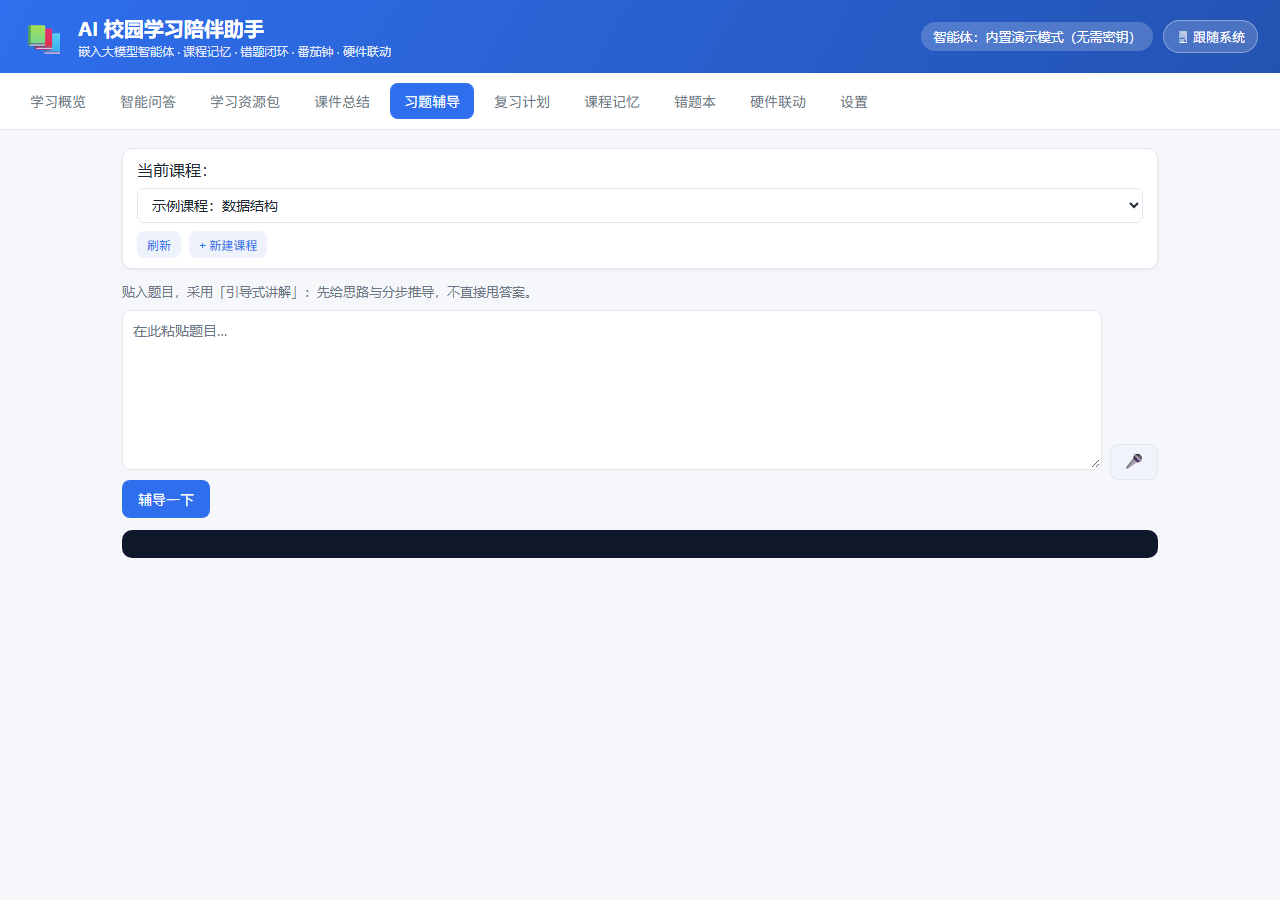 AI 校园学习陪伴助手
嵌入大模型智能体 · 课程记忆 · 错题闭环 · 番茄钟 · 硬件联动
智能体：内置演示模式（无需密钥）
跟随系统
学习概览
智能问答
学习资源包
课件总结
习题辅导
复习计划
课程记忆
错题本
硬件联动
设置
当前课程：
示例课程：数据结构
刷新
+ 新建课程
贴入题目，采用「引导式讲解」：先给思路与分步推导，不直接甩答案。
在此粘贴题目...
辅导一下